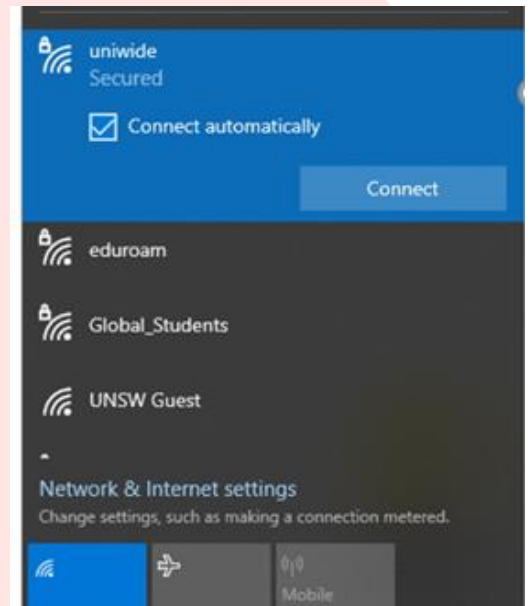 uniwide
Secured
Connect automatically
Connect
eduroam
Global_Students
UNSW Guest
Network & Internet settings
Change settings, such as making a connection metered.
Mobile